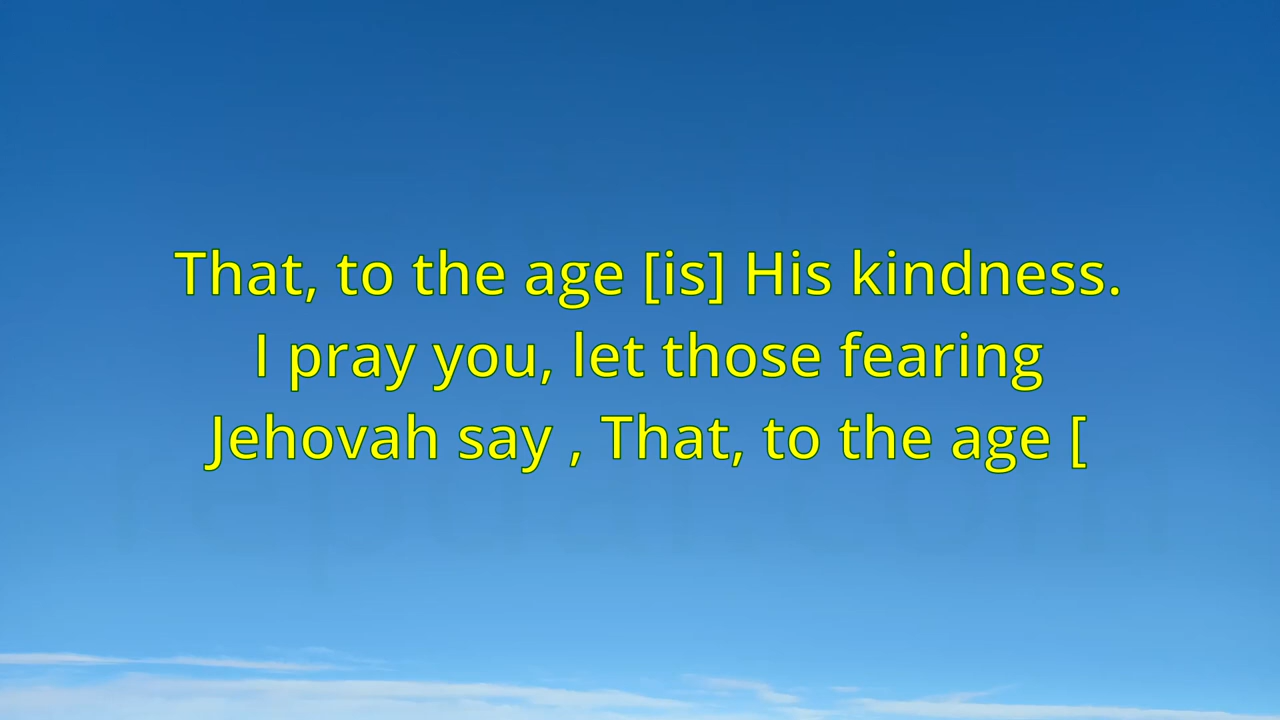 That, to the age [is] His kindness.
I pray you, let those fearing
Jehovah say , That, to the age [